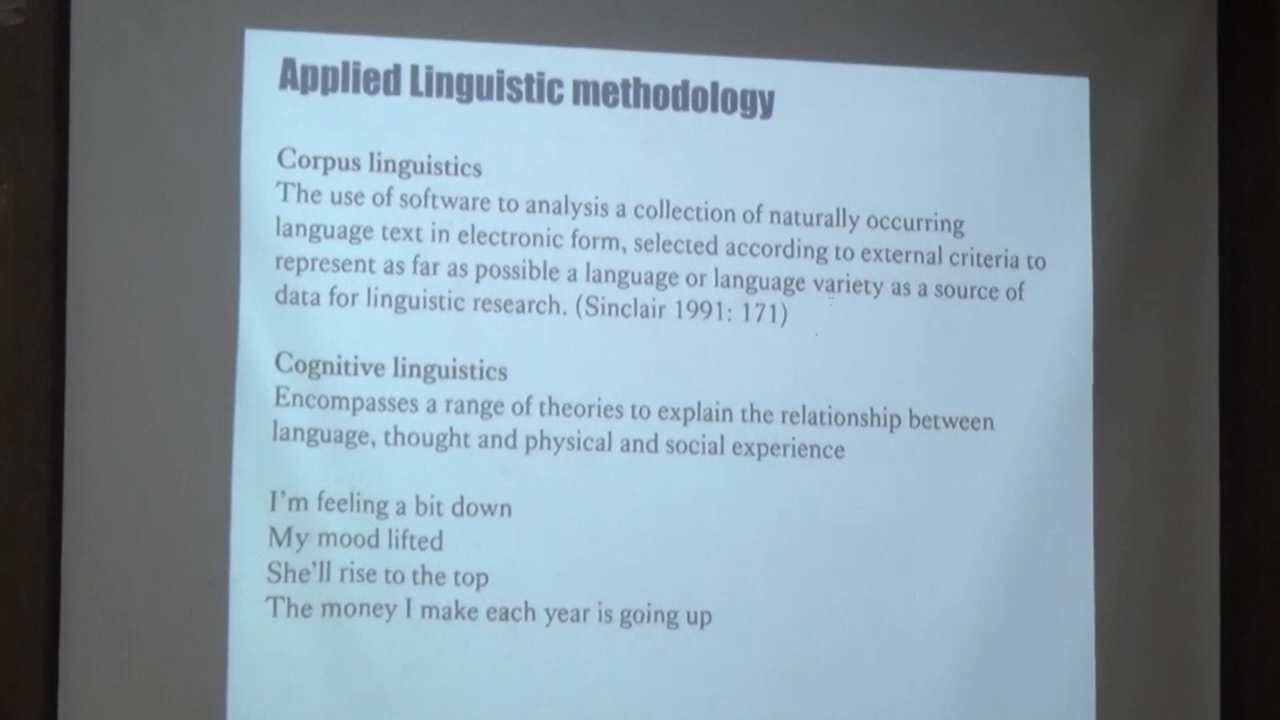 Applied Linguistic methodology
Corpus linguistics
The use of software to analysis a collection of naturally occurring
language text in electronic form, selected according to external criteria to
represent as far as possible a language or language variety as a source of
data for linguistic research. (Sinclair 1991: 171)
Cognitive linguistics
Encompasses a range of theories to explain the relationship between
language, thought and physical and social experience
I'm feeling a bit down
My mood lifted
She'll rise to the top
The money I make each year is going up